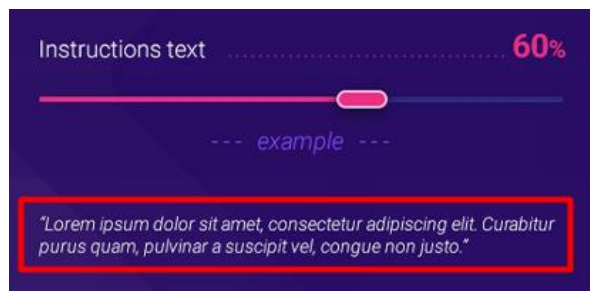 Instructions text ........................................ 60%
--- example ---
"Lorem ipsum dolor sit amet, consectetur adipiscing elit. Curabitur
purus quam, pulvinar a suscipit vel, congue non justo."